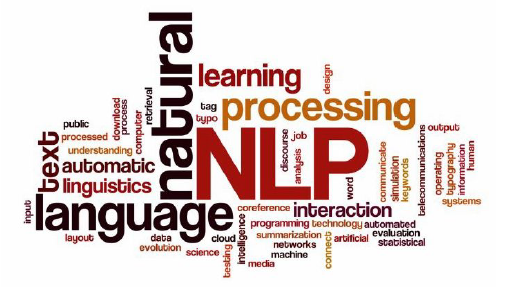 natural
learning
design
tag
typo
processing
download
process
retrieval
computer
public
processed
understanding
text
automatic
linguistics
NLP
discourse
analysis
job
word
communicate
simulation
keywords
telecommunications
output
operating
typography
information
human
systems
input
language
coreference
interaction
layout
data
evolution
cloud
science
testing
intelligence
media
programming
technology
automated
summarization
evaluation
networks
connect
artificial
statistical
machine